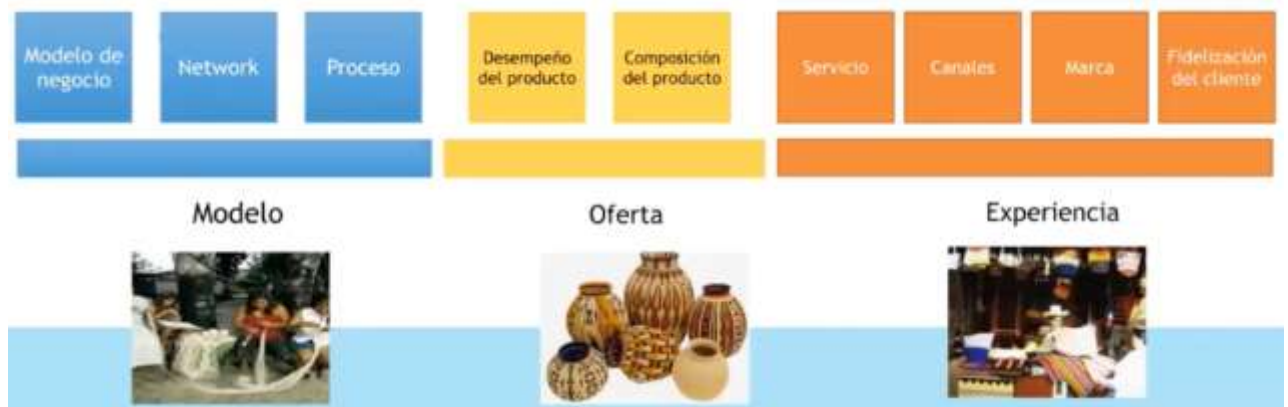 Modelo de
negocio
Network
Proceso
Desempeño
del producto
Composición
del producto
Servicio
Canales
Marca
Fidelización
del cliente
Modelo
Oferta
Experiencia